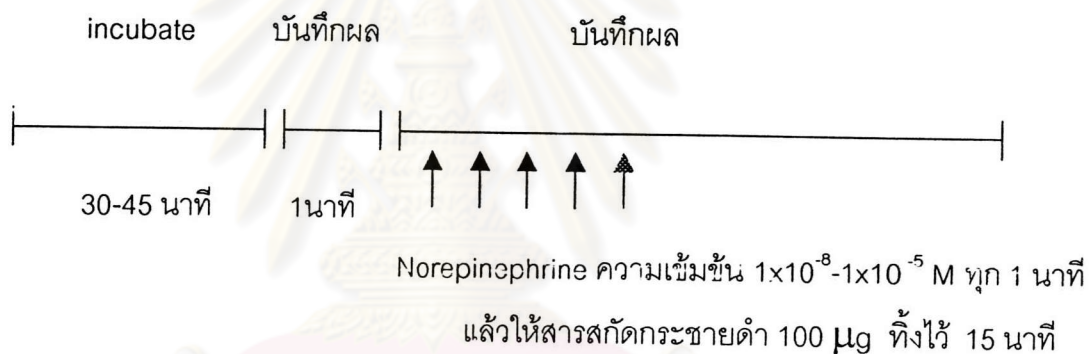 incubate บันทึกผล บันทึกผล
30-45 นาที 1นาที
Norepinephrine ความเข้มข้น 1x10⁻⁸-1x10⁻⁵ M ทุก 1 นาที
แล้วให้สารสกัดกระชายดำ 100 µg ทิ้งไว้ 15 นาที